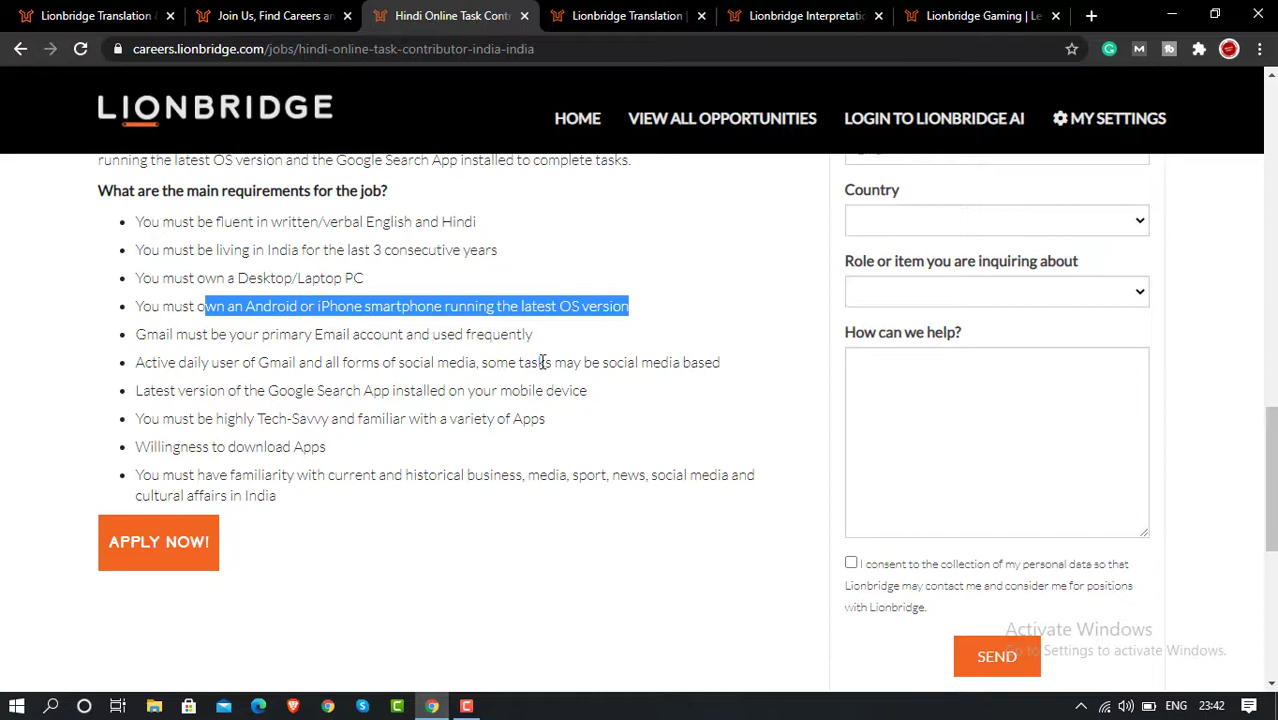 Lionbridge Translation &
Join Us, Find Careers an
Hindi Online Task Contr
Lionbridge Translation |
Lionbridge Interpretatio
Lionbridge Gaming | Le
careers.lionbridge.com/jobs/hindi-online-task-contributor-india-india
LIONBRIDGE
HOME
VIEW ALL OPPORTUNITIES
LOGIN TO LIONBRIDGE AI
MY SETTINGS
running the latest OS version and the Google Search App installed to complete tasks.
What are the main requirements for the job?
You must be fluent in written/verbal English and Hindi
You must be living in India for the last 3 consecutive years
You must own a Desktop/Laptop PC
You must own an Android or iPhone smartphone running the latest OS version
Gmail must be your primary Email account and used frequently
Active daily user of Gmail and all forms of social media, some tasks may be social media based
Latest version of the Google Search App installed on your mobile device
You must be highly Tech-Savvy and familiar with a variety of Apps
Willingness to download Apps
You must have familiarity with current and historical business, media, sport, news, social media and
cultural affairs in India
APPLY NOW!
Country
Role or item you are inquiring about
How can we help?
I consent to the collection of my personal data so that
Lionbridge may contact me and consider me for positions
with Lionbridge.
SEND
Activate Windows
Go to Settings to activate Windows.
ENG
23:42